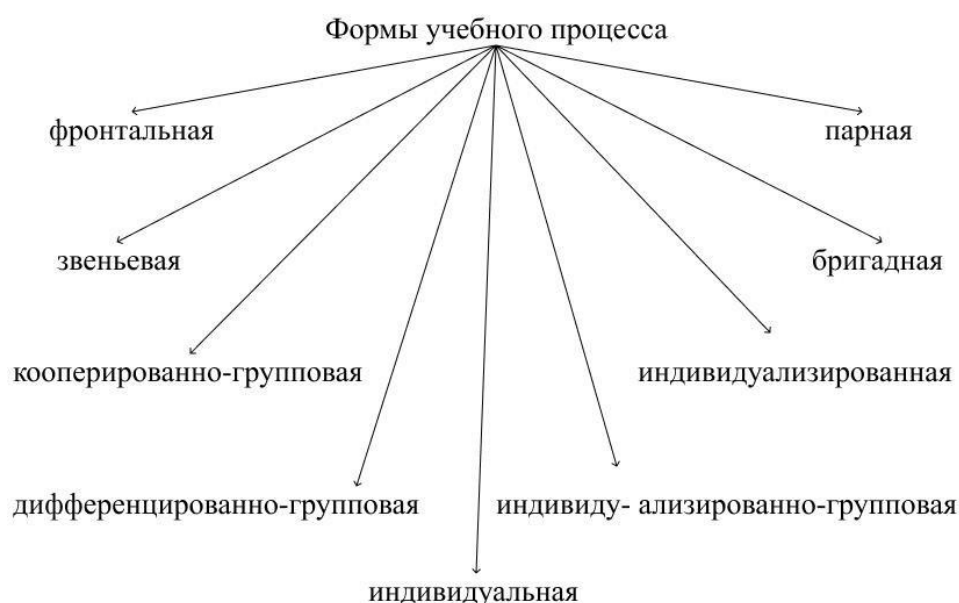 Формы учебного процесса
фронтальная
парная
звеньевая
бригадная
кооперированно-групповая
индивидуализированная
дифференцированно-групповая
индивиду- ализированно-групповая
индивидуальная